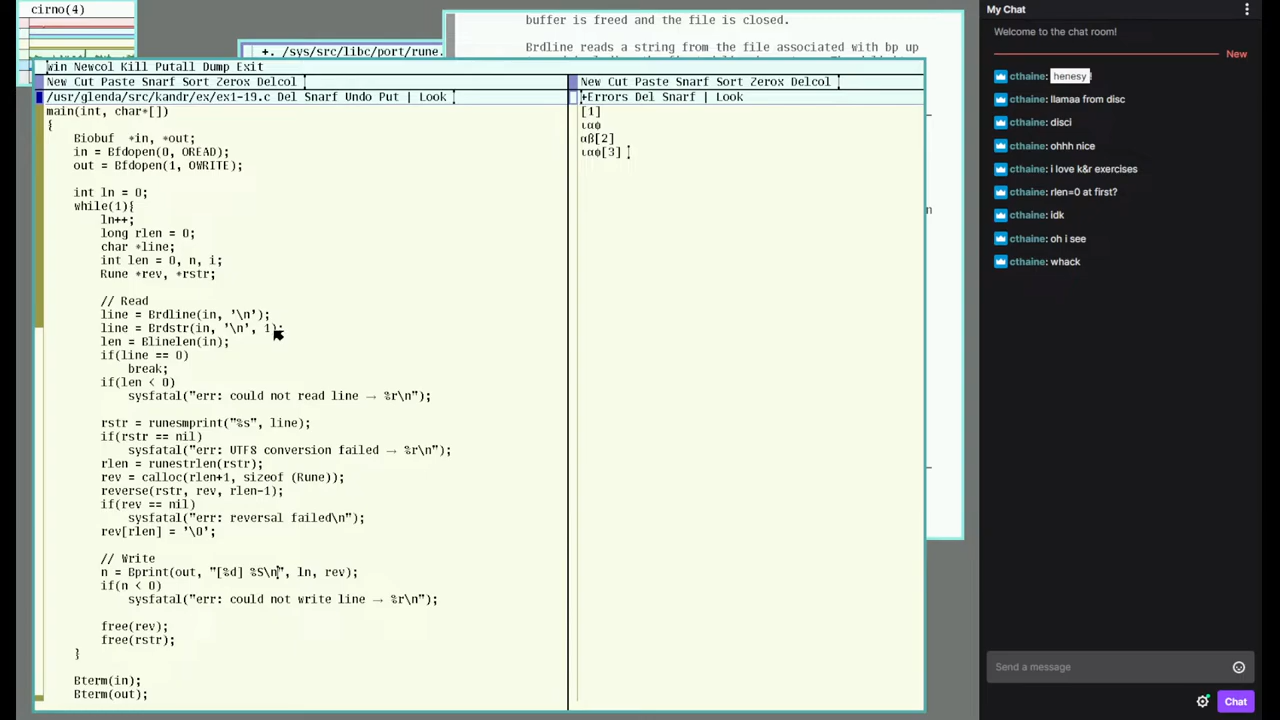 cirno(4)
+. /sys/src/libc/port/rune.
buffer is freed and the file is closed.
Brdline reads a string from the file associated with bp up
win Newcol Kill Putall Dump Exit
New Cut Paste Snarf Sort Zerox Delcol
/usr/glenda/src/kandr/ex/ex1-19.c Del Snarf Undo Put | Look
main(int, char*[])
{
Biobuf *in, *out;
in = Bfdopen(0, OREAD);
out = Bfdopen(1, OWRITE);
int ln = 0;
while(1){
ln++;
long rlen = 0;
char *line;
int len = 0, n, i;
Rune *rev, *rstr;
// Read
line = Brdline(in, '\n');
line = Brdstr(in, '\n', 1);
len = Blinelen(in);
if(line == 0)
break;
if(len < 0)
sysfatal("err: could not read line → %r\n");
rstr = runesmprint("%s", line);
if(rstr == nil)
sysfatal("err: UTF8 conversion failed → %r\n");
rlen = runestrlen(rstr);
rev = calloc(rlen+1, sizeof (Rune));
reverse(rstr, rev, rlen-1);
if(rev == nil)
sysfatal("err: reversal failed\n");
rev[rlen] = '\0';
// Write
n = Bprint(out, "[%d] %S\n", ln, rev);
if(n < 0)
sysfatal("err: could not write line → %r\n");
free(rev);
free(rstr);
}
Bterm(in);
Bterm(out);
New Cut Paste Snarf Sort Zerox Delcol
+Errors Del Snarf | Look
[1]
ιαφ
αβ[2]
ιαφ[3]
n
My Chat
Welcome to the chat room!
New
cthaine: henesy
cthaine: llamaa from disc
cthaine: disci
cthaine: ohhh nice
cthaine: i love k&r exercises
cthaine: rlen=0 at first?
cthaine: idk
cthaine: oh i see
cthaine: whack
Send a message
Chat